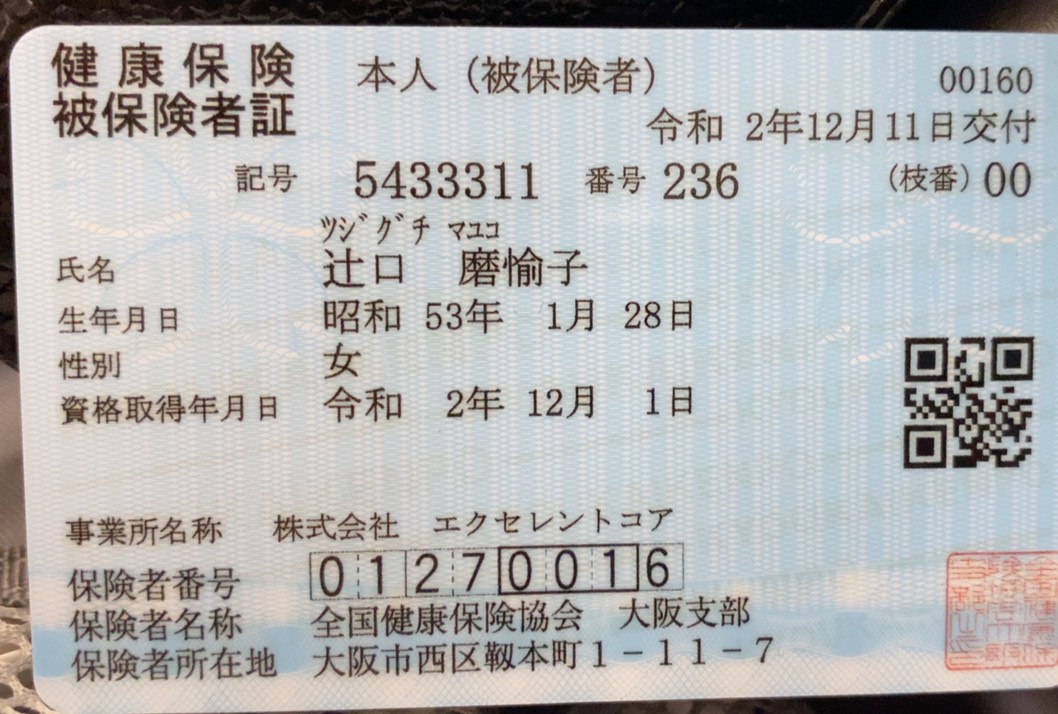 健康保険 本人（被保険者） 00160
被保険者証 令和 2年12月11日交付
記号 5433311 番号 236 (枝番) 00
ﾂｼﾞｸﾞﾁ ﾏﾕｺ
氏名 辻口 磨愉子
生年月日 昭和 53年 1月 28日
性別 女
資格取得年月日 令和 2年 12月 1日
事業所名称 株式会社 エクセレントコア
保険者番号 01270016
保険者名称 全国健康保険協会 大阪支部
保険者所在地 大阪市西区靱本町1－11－7